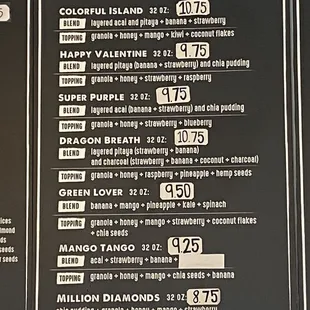 5
COLORFUL ISLAND 32 OZ: 10.75
BLEND layered acai and pitaya + banana + strawberry
TOPPING granola + honey + mango + kiwi + coconut flakes
HAPPY VALENTINE 32 OZ: 9.75
BLEND layered pitaya (banana + strawberry) and chia pudding
TOPPING granola + honey + strawberry + raspberry
SUPER PURPLE 32 OZ: 9.75
BLEND layered acai (banana + strawberry) and chia pudding
TOPPING granola + honey + strawberry + blueberry
DRAGON BREATH 32 OZ: 10.75
BLEND layered pitaya (strawberry + banana)
and charcoal (strawberry + banana + coconut + charcoal)
TOPPING granola + honey + raspberry + pineapple + hemp seeds
GREEN LOVER 32 OZ: 9.50
BLEND banana + mango + pineapple + kale + spinach
TOPPING granola + honey + mango + strawberry + coconut flakes
+ chia seeds
MANGO TANGO 32 OZ: 9.25
BLEND acai + strawberry + banana +
TOPPING granola + honey + mango + chia seeds + banana
MILLION DIAMONDS 32 OZ: 8.75